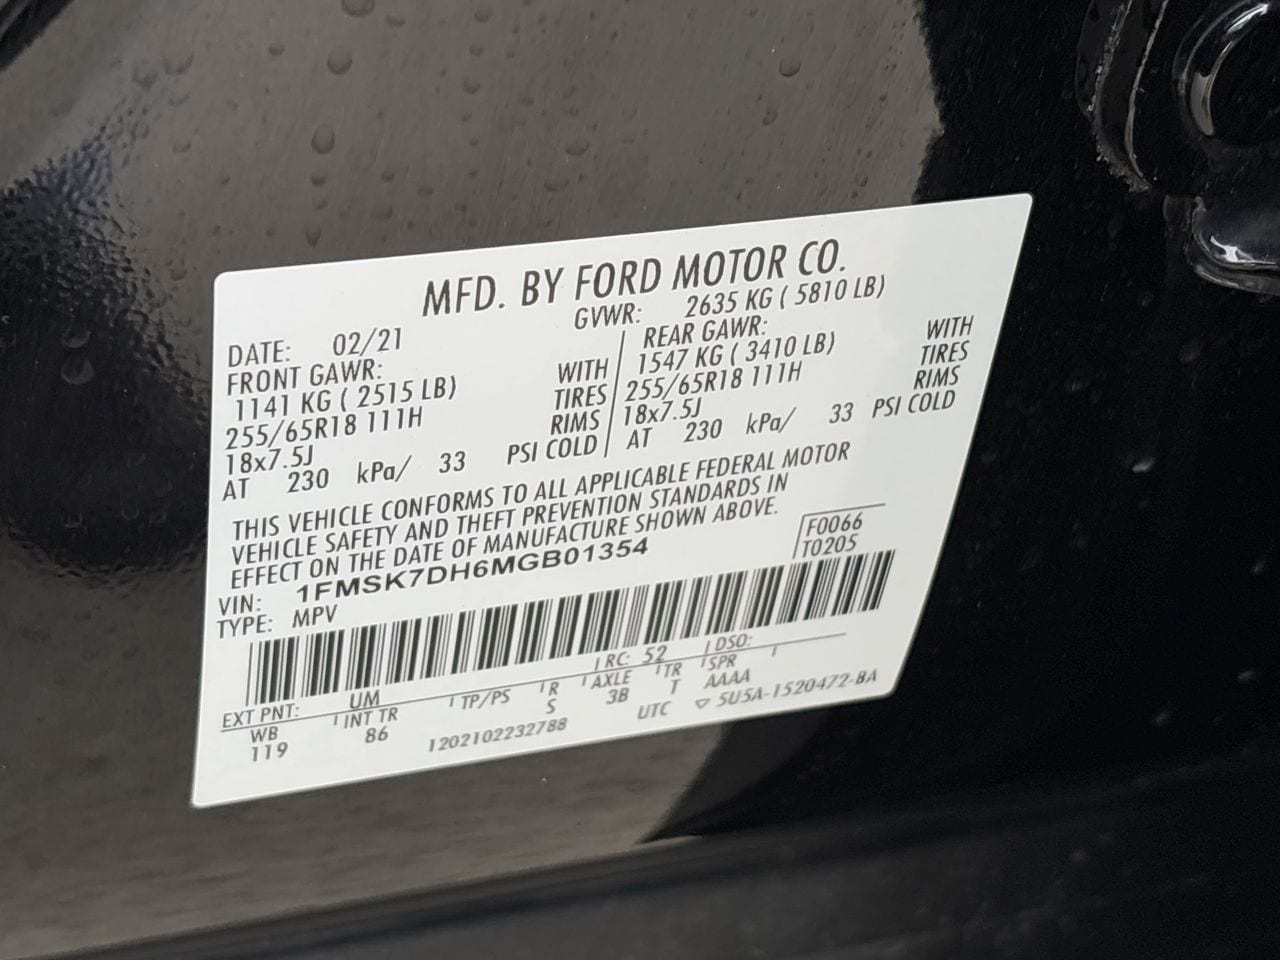 MFD. BY FORD MOTOR CO.
DATE: 02/21 GVWR: 2635 KG ( 5810 LB)
FRONT GAWR: WITH REAR GAWR: WITH
1141 KG ( 2515 LB) TIRES 1547 KG ( 3410 LB) TIRES
255/65R18 111H RIMS 255/65R18 111H RIMS
18x7.5J 18x7.5J
AT 230 kPa/ 33 PSI COLD AT 230 kPa/ 33 PSI COLD
THIS VEHICLE CONFORMS TO ALL APPLICABLE FEDERAL MOTOR
VEHICLE SAFETY AND THEFT PREVENTION STANDARDS IN
EFFECT ON THE DATE OF MANUFACTURE SHOWN ABOVE.
F0066
T0205
VIN: 1FMSK7DH6MGB01354
TYPE: MPV
EXT PNT: UM RC: 52 DSO:
WB INT TR TP/PS R AXLE TR SPR
119 86 S 3B T AAAA
1202102232788 UTC ▽ 5U5A-1520472-BA